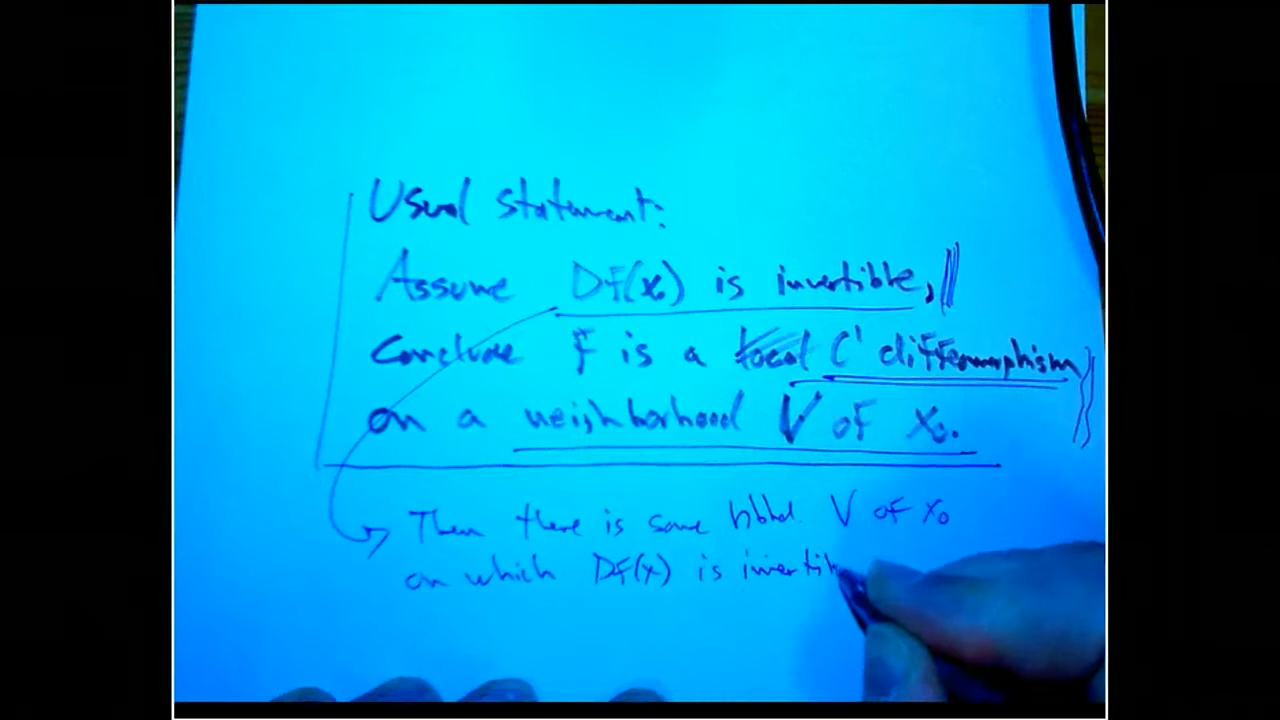 Usual statement:
Assume Df(x₀) is invertible,
Conclude f is a local C' diffeomorphism
on a neighborhood V of x₀.
Then there is some nbhd. V of x₀
on which Df(x) is invertib